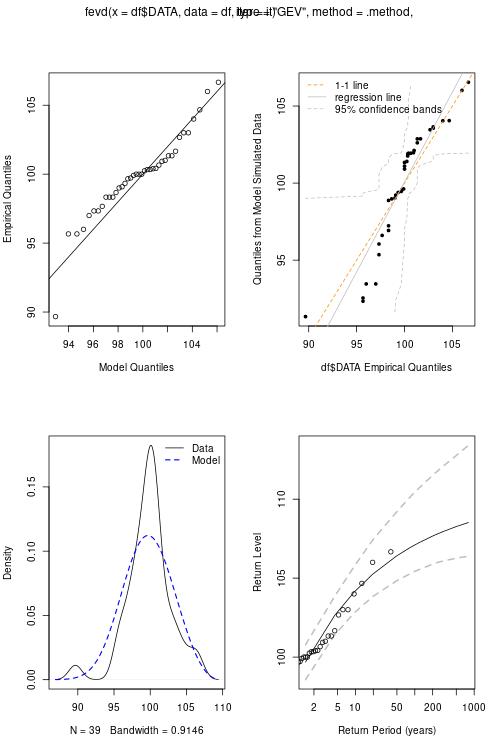 fevd(x = df$DATA, data = df, type = "GEV", method = .method,
Empirical Quantiles
105
100
95
90
94 96 98 100 104
Model Quantiles
Quantiles from Model Simulated Data
105
100
95
1-1 line
regression line
95% confidence bands
90 95 100 105
df$DATA Empirical Quantiles
Density
0.15
0.10
0.05
0.00
Data
Model
90 95 100 105 110
N = 39 Bandwidth = 0.9146
Return Level
110
105
100
2 5 10 50 200 1000
Return Period (years)